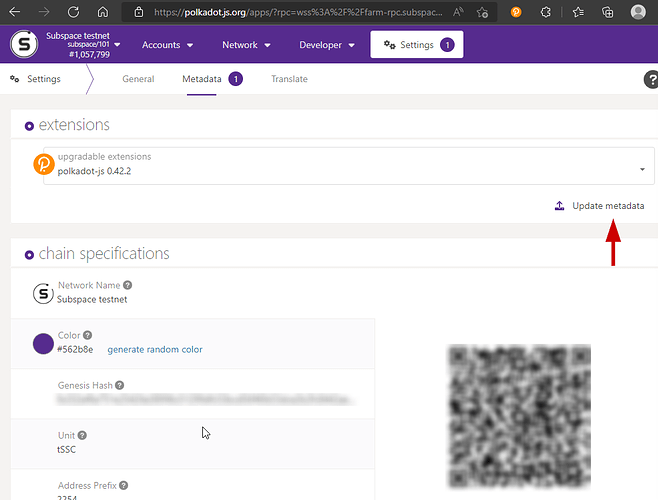 https://polkadot.js.org/apps/?rpc=wss%3A%2F%2Ffarm-rpc.subspac...
Subspace testnet
subspace/101
#1,057,799
Accounts
Network
Developer
Settings 1
Settings
General
Metadata 1
Translate
?
extensions
upgradable extensions
polkadot-js 0.42.2
Update metadata
chain specifications
Network Name ?
Subspace testnet
Color ?
#562b8e generate random color
Genesis Hash ?
Unit ?
tSSC
Address Prefix ?
2254